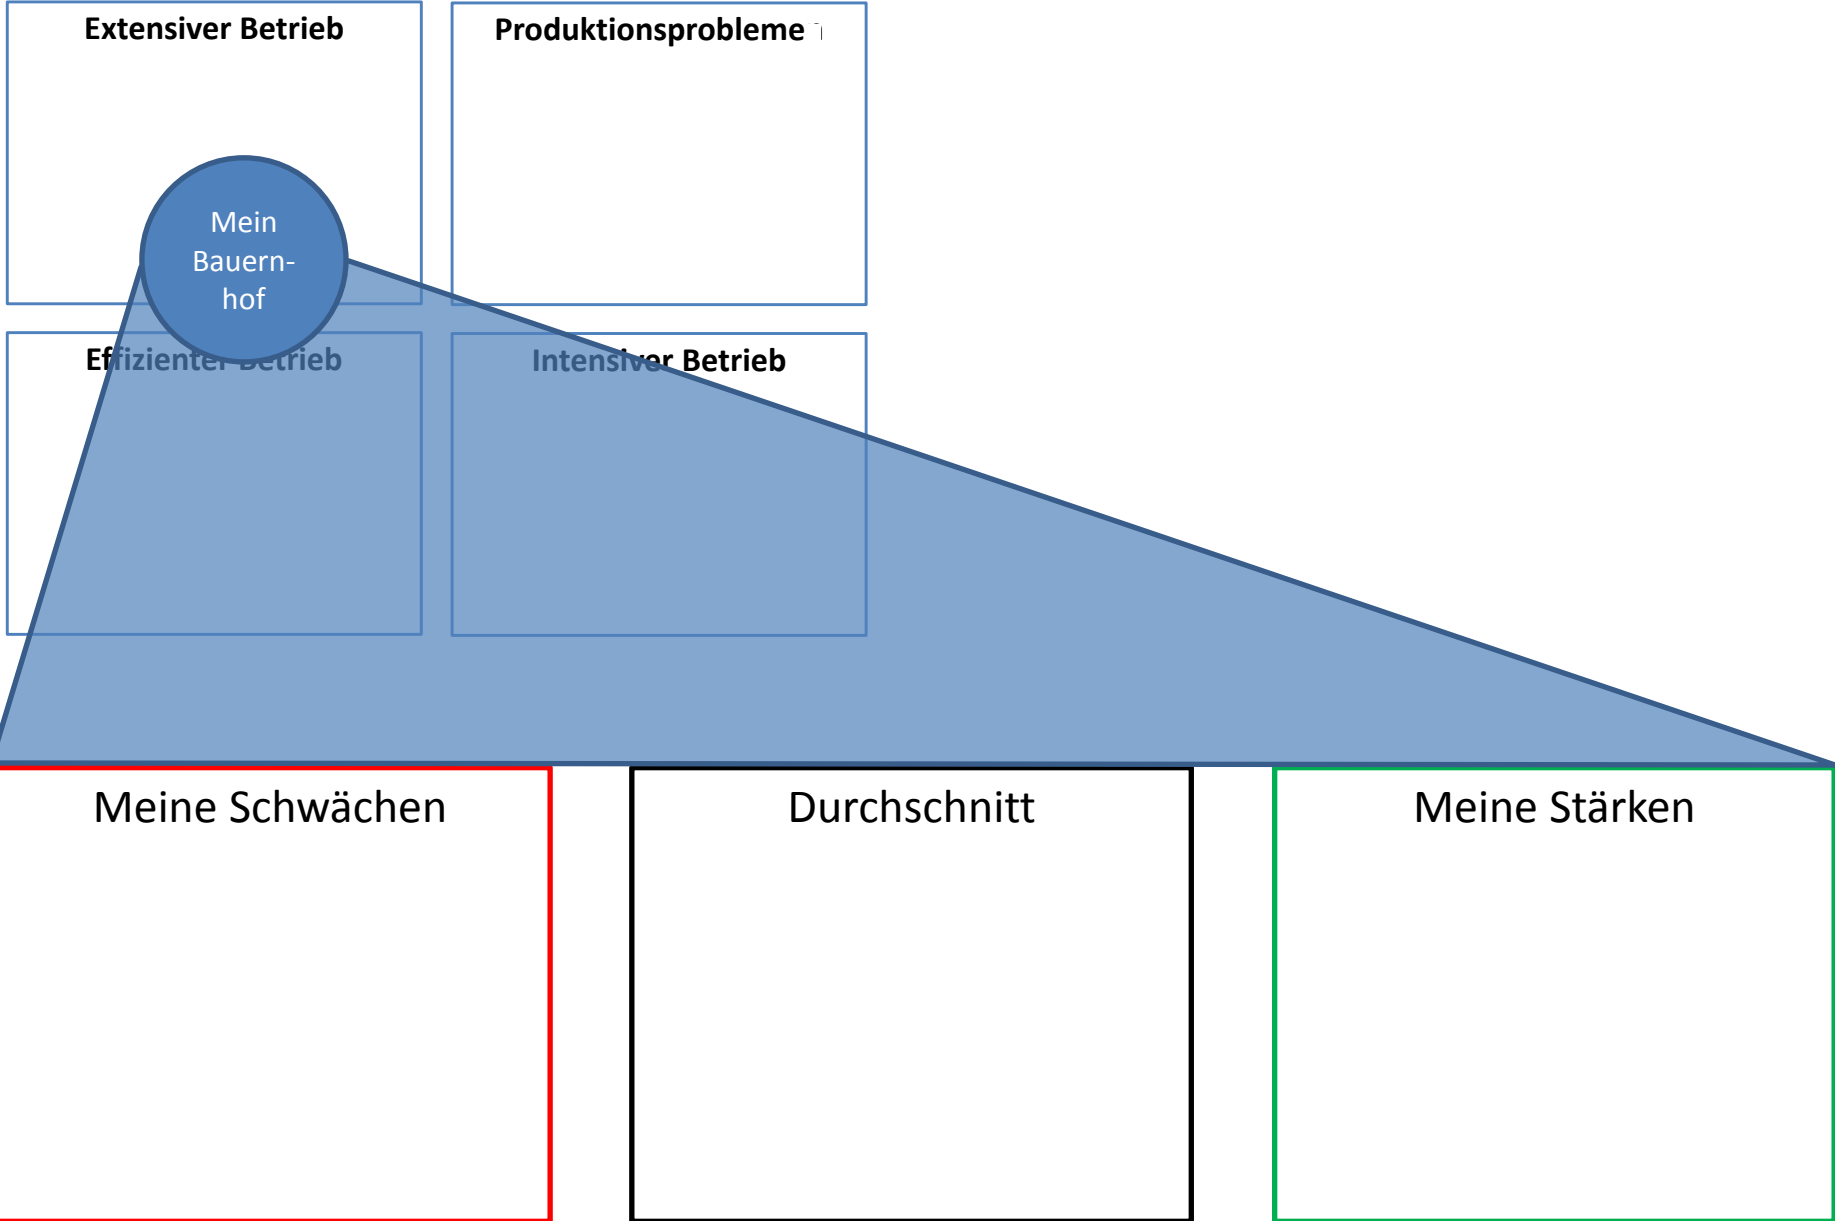 Extensiver Betrieb
Produktionsprobleme
Mein
Bauern-
hof
Effizienter Betrieb
Intensiver Betrieb
Meine Schwächen
Durchschnitt
Meine Stärken